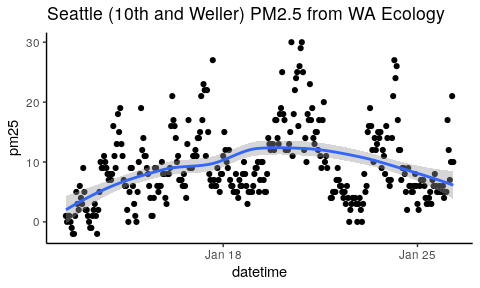 Seattle (10th and Weller) PM2.5 from WA Ecology
30
20
10
0
pm25
Jan 18
Jan 25
datetime